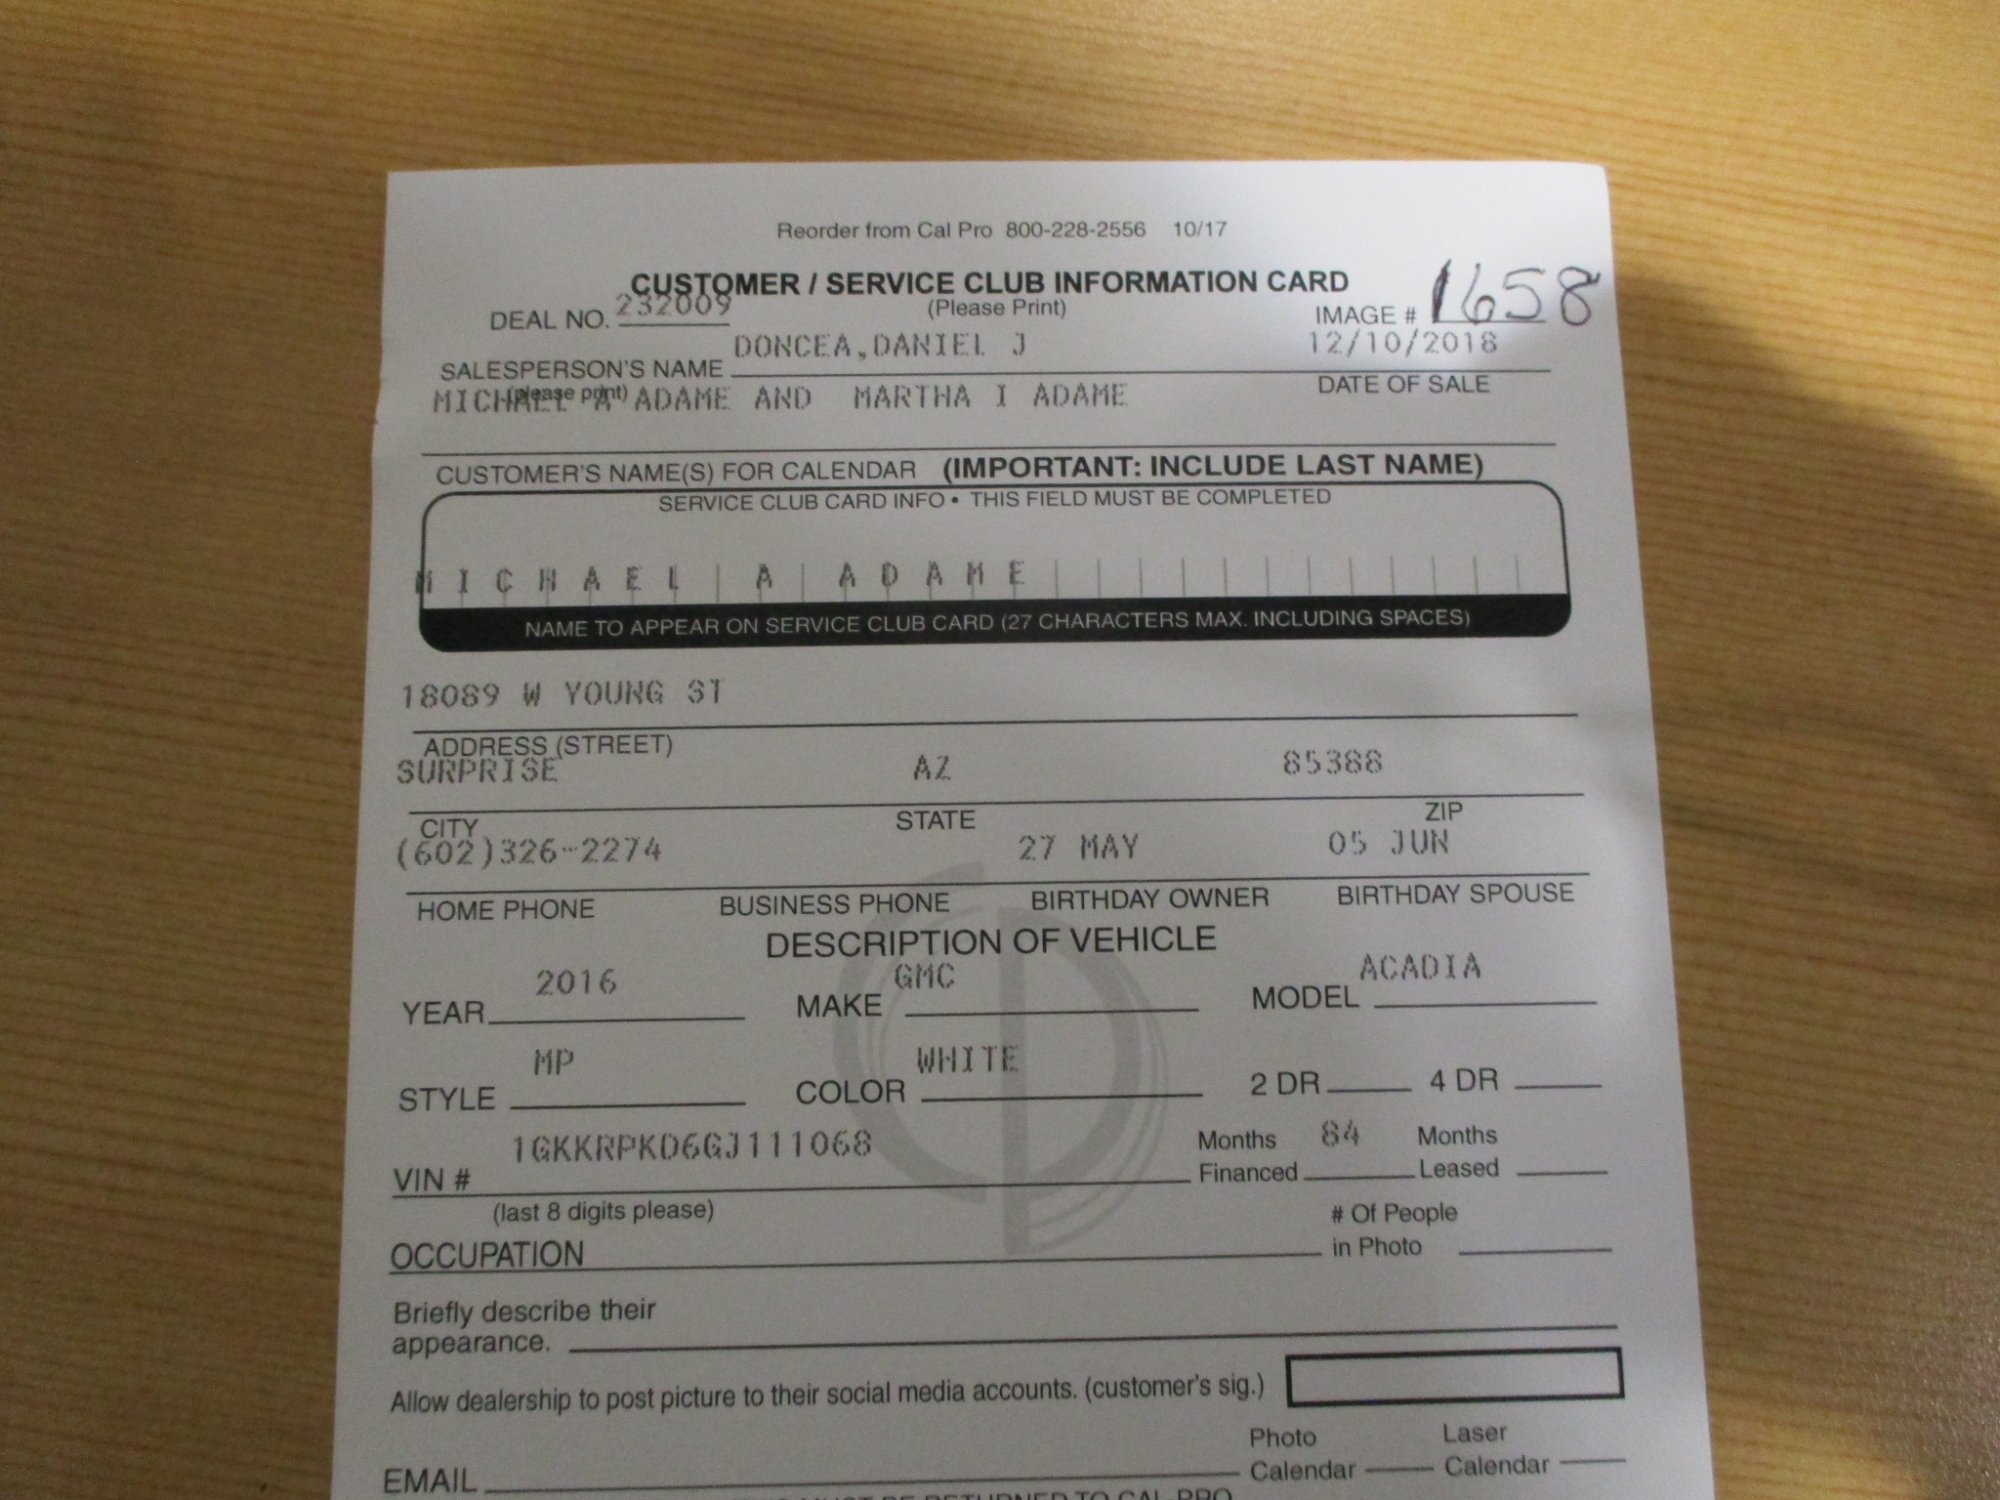 Reorder from Cal Pro 800-228-2556 10/17
CUSTOMER / SERVICE CLUB INFORMATION CARD
(Please Print)
DEAL NO. 232009
IMAGE # 1658
DONCEA,DANIEL J 12/10/2018
SALESPERSON'S NAME DATE OF SALE
(please print)
MICHAEL A ADAME AND MARTHA I ADAME
CUSTOMER'S NAME(S) FOR CALENDAR (IMPORTANT: INCLUDE LAST NAME)
SERVICE CLUB CARD INFO • THIS FIELD MUST BE COMPLETED
MICHAEL A ADAME
NAME TO APPEAR ON SERVICE CLUB CARD (27 CHARACTERS MAX. INCLUDING SPACES)
18089 W YOUNG ST
ADDRESS (STREET)
SURPRISE AZ 85388
CITY STATE ZIP
(602)326-2274 27 MAY 05 JUN
HOME PHONE BUSINESS PHONE BIRTHDAY OWNER BIRTHDAY SPOUSE
DESCRIPTION OF VEHICLE
YEAR 2016 MAKE GMC MODEL ACADIA
STYLE MP COLOR WHITE 2 DR 4 DR
VIN # 1GKKRPKD6GJ111068 Months Financed 84 Months Leased
(last 8 digits please)
OCCUPATION # Of People in Photo
Briefly describe their
appearance.
Allow dealership to post picture to their social media accounts. (customer's sig.)
EMAIL Photo Calendar Laser Calendar
MUST BE RETURNED TO CAL PRO